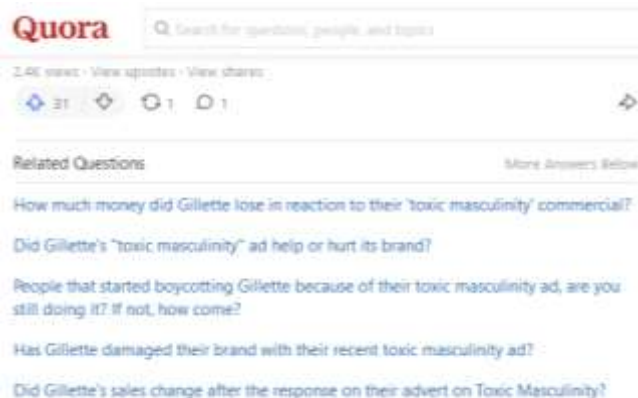 Quora
Search for questions, people, and topics
2.4K views · View upvotes · View shares
31 1 1
Related Questions
More Answers Below
How much money did Gillette lose in reaction to their 'toxic masculinity' commercial?
Did Gillette's "toxic masculinity" ad help or hurt its brand?
People that started boycotting Gillette because of their toxic masculinity ad, are you
still doing it? If not, how come?
Has Gillette damaged their brand with their recent toxic masculinity ad?
Did Gillette's sales change after the response on their advert on Toxic Masculinity?